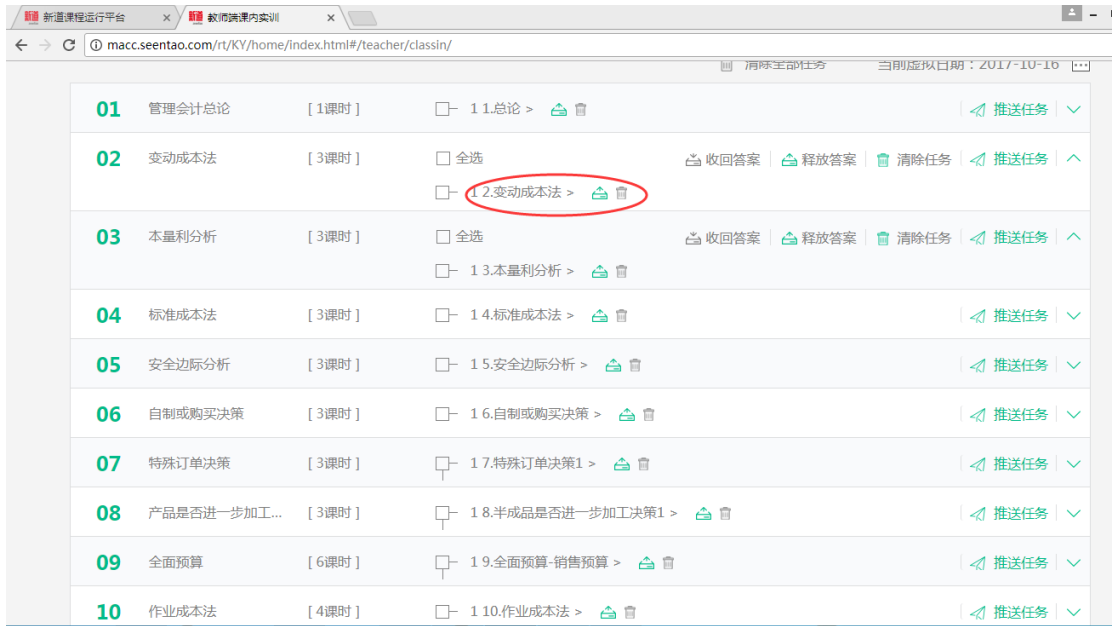 新道 新道课程运行平台 × 新道 教师端课内实训 ×
macc.seentao.com/rt/KY/home/index.html#/teacher/classin/
清除全部任务 当前虚拟日期：2017-10-16 ...
01 管理会计总论 [ 1课时 ] 1 1.总论 > 推送任务
02 变动成本法 [ 3课时 ] 全选 收回答案 释放答案 清除任务 推送任务
1 2.变动成本法 >
03 本量利分析 [ 3课时 ] 全选 收回答案 释放答案 清除任务 推送任务
1 3.本量利分析 >
04 标准成本法 [ 3课时 ] 1 4.标准成本法 > 推送任务
05 安全边际分析 [ 3课时 ] 1 5.安全边际分析 > 推送任务
06 自制或购买决策 [ 3课时 ] 1 6.自制或购买决策 > 推送任务
07 特殊订单决策 [ 3课时 ] 1 7.特殊订单决策1 > 推送任务
08 产品是否进一步加工... [ 3课时 ] 1 8.半成品是否进一步加工决策1 > 推送任务
09 全面预算 [ 6课时 ] 1 9.全面预算-销售预算 > 推送任务
10 作业成本法 [ 4课时 ] 1 10.作业成本法 > 推送任务